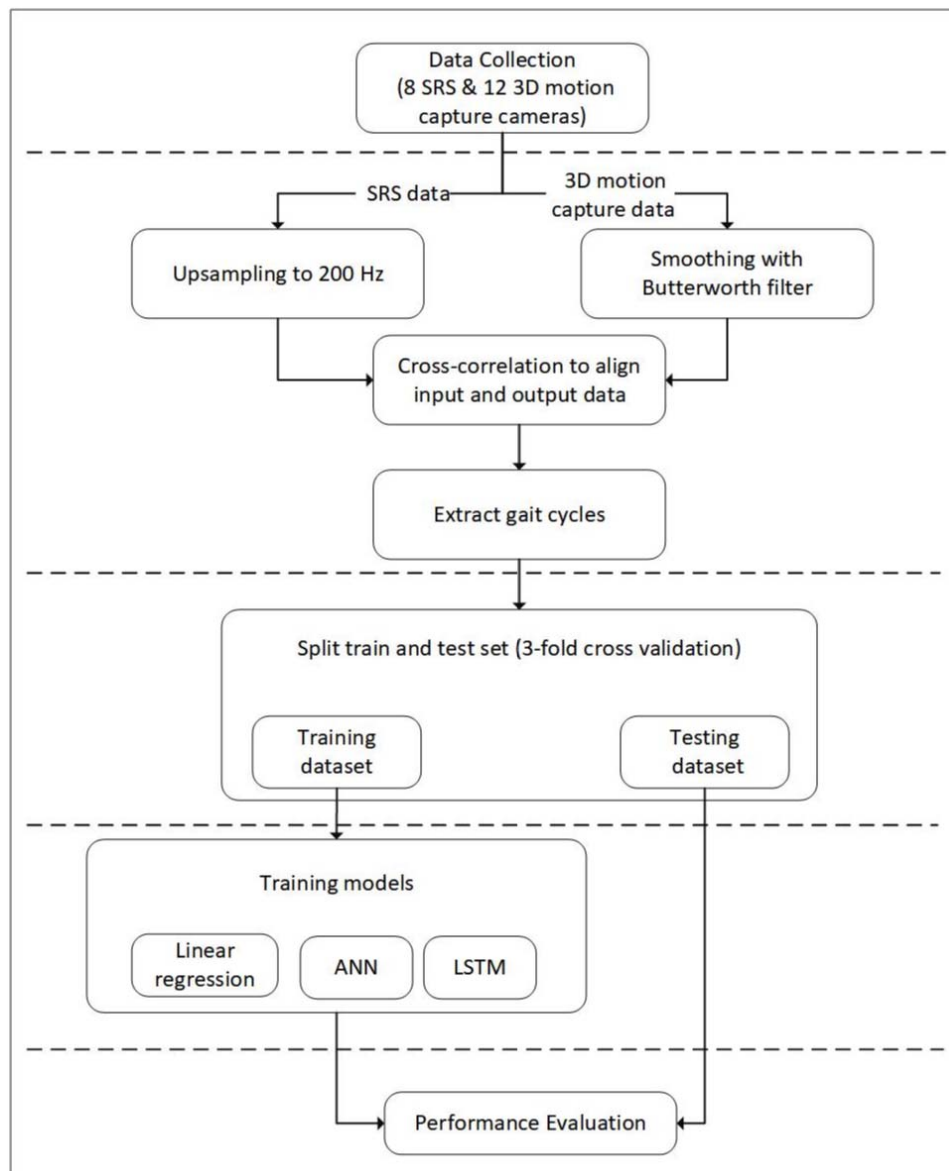 Data Collection
(8 SRS & 12 3D motion
capture cameras)
SRS data
3D motion
capture data
Upsampling to 200 Hz
Smoothing with
Butterworth filter
Cross-correlation to align
input and output data
Extract gait cycles
Split train and test set (3-fold cross validation)
Training
dataset
Testing
dataset
Training models
Linear
regression
ANN
LSTM
Performance Evaluation